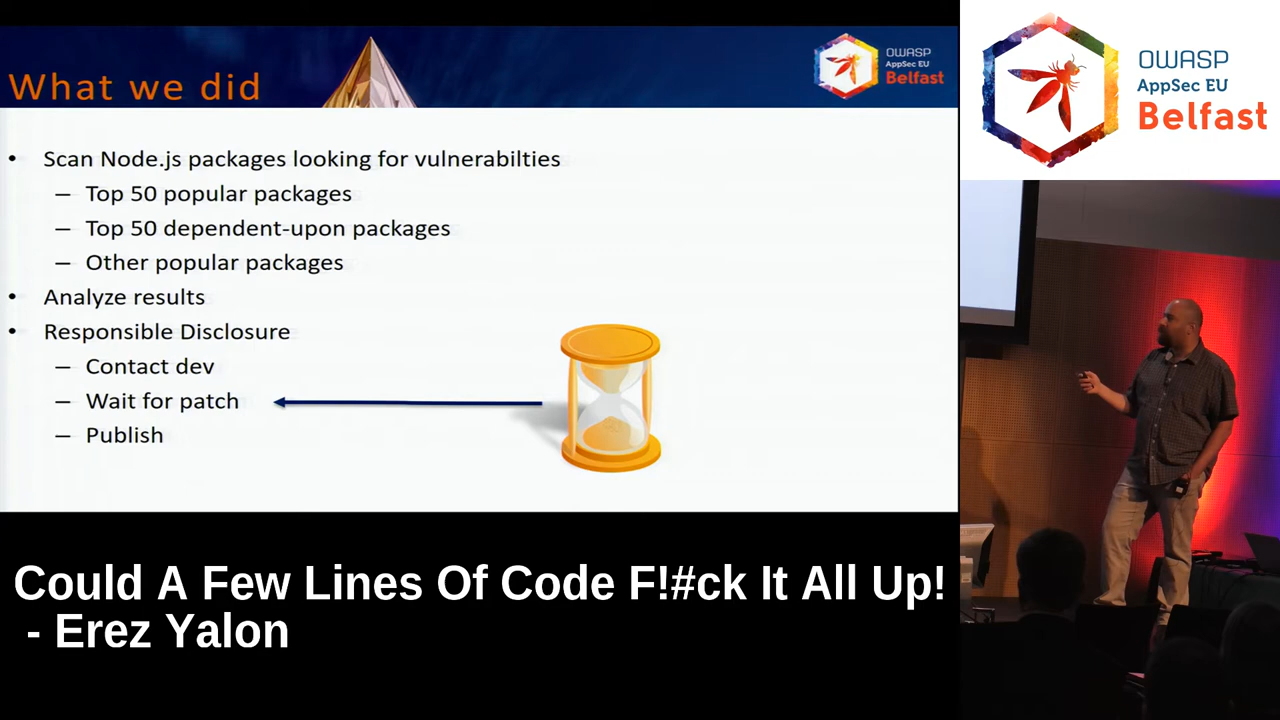 What we did
OWASP
AppSec EU
Belfast
• Scan Node.js packages looking for vulnerabilties
– Top 50 popular packages
– Top 50 dependent-upon packages
– Other popular packages
• Analyze results
• Responsible Disclosure
– Contact dev
– Wait for patch
– Publish
OWASP
AppSec EU
Belfast
Could A Few Lines Of Code F!#ck It All Up!
- Erez Yalon